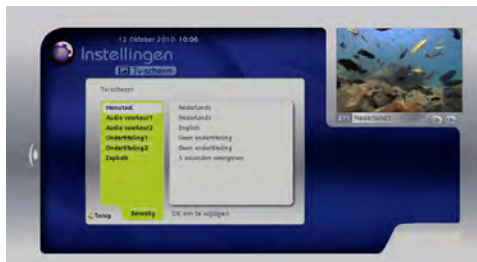 12 Oktober 2010 10:06
Instellingen
Tv-scherm
Tv-scherm
Menutaal Nederlands
Audio voorkeur1 Nederlands
Audio voorkeur2 English
Ondertiteling1 Geen ondertiteling
Ondertiteling2 Geen ondertiteling
Zapbalk 5 seconden weergeven
Terug Bevestig OK om te wijzigen
Nederland1